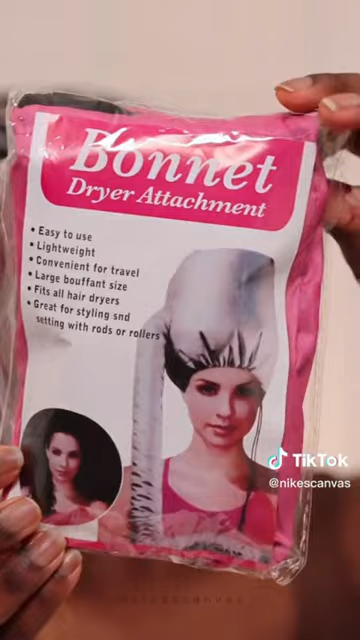 Bonnet
Dryer Attachment
• Easy to use
• Lightweight
• Convenient for travel
• Large bouffant size
• Fits all hair dryers
• Great for styling snd
setting with rods or rollers
TikTok
@nikescanvas